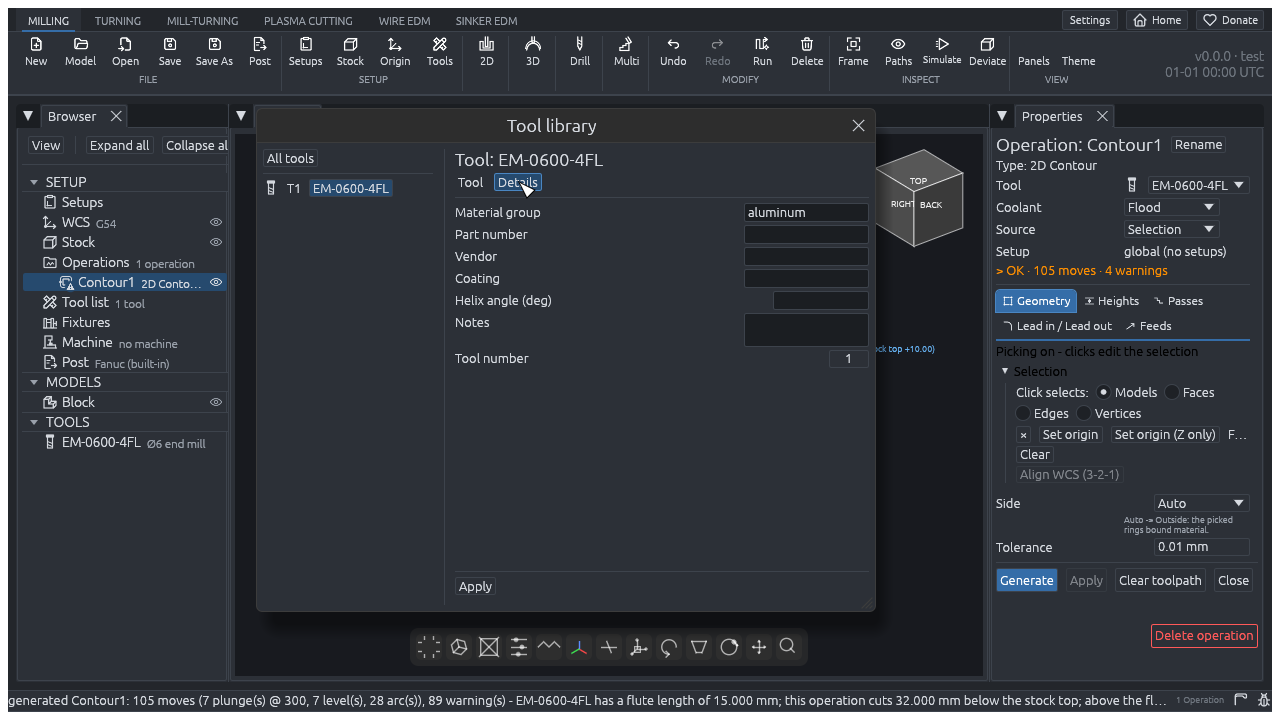 MILLING TURNING MILL-TURNING PLASMA CUTTING WIRE EDM SINKER EDM Settings Home Donate
New Model Open Save Save As Post Setups Stock Origin Tools 2D 3D Drill Multi Undo Redo Run Delete Frame Paths Simulate Deviate Panels Theme
FILE SETUP MODIFY INSPECT VIEW
v0.0.0 · test
01-01 00:00 UTC
Browser
View Expand all Collapse al
SETUP
Setups
WCS G54
Stock
Operations 1 operation
Contour1 2D Conto...
Tool list 1 tool
Fixtures
Machine no machine
Post Fanuc (built-in)
MODELS
Block
TOOLS
EM-0600-4FL Ø6 end mill
Tool library
All tools
T1 EM-0600-4FL
Tool: EM-0600-4FL
Tool Details
Material group aluminum
Part number
Vendor
Coating
Helix angle (deg)
Notes
Tool number 1
Apply
TOP
RIGHT BACK
ck top +10.00)
Properties
Operation: Contour1 Rename
Type: 2D Contour
Tool EM-0600-4FL
Coolant Flood
Source Selection
Setup global (no setups)
> OK · 105 moves · 4 warnings
Geometry Heights Passes
Lead in / Lead out Feeds
Picking on - clicks edit the selection
Selection
Click selects: Models Faces
Edges Vertices
× Set origin Set origin (Z only) F...
Clear
Align WCS (3-2-1)
Side Auto
Auto -> Outside: the picked
rings bound material.
Tolerance 0.01 mm
Generate Apply Clear toolpath Close
Delete operation
generated Contour1: 105 moves (7 plunge(s) @ 300, 7 level(s), 28 arc(s)), 89 warning(s) - EM-0600-4FL has a flute length of 15.000 mm; this operation cuts 32.000 mm below the stock top; above the fl... 1 Operation